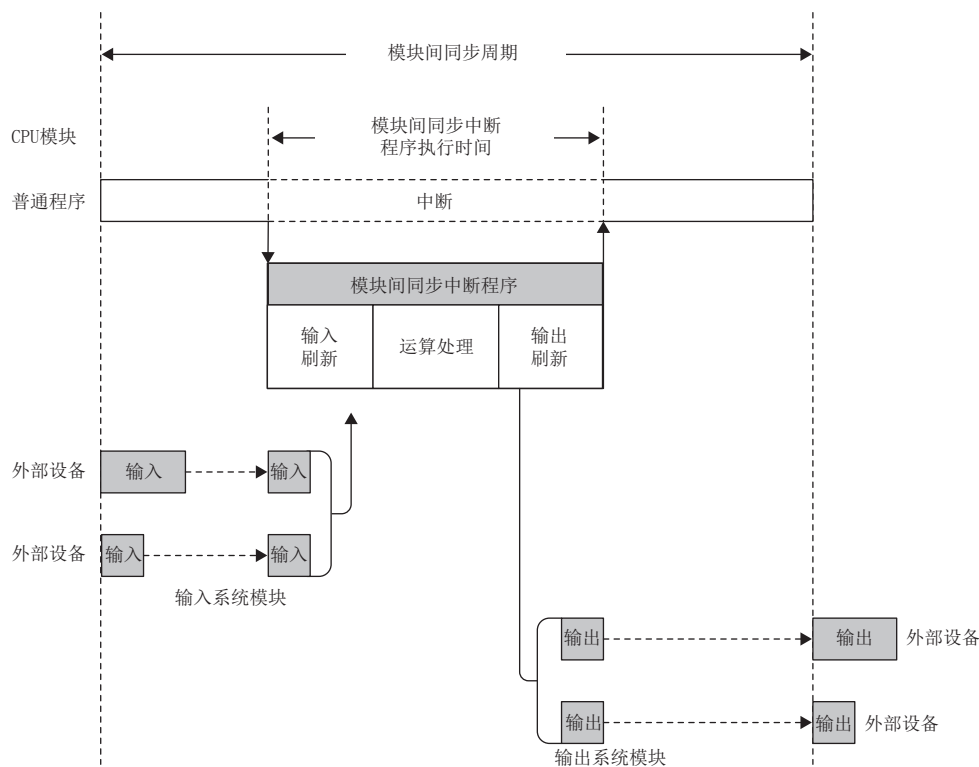 模块间同步周期
CPU模块
模块间同步中断
程序执行时间
普通程序
中断
模块间同步中断程序
输入
刷新
运算处理
输出
刷新
外部设备
输入
输入
外部设备
输入
输入
输入系统模块
输出
输出
外部设备
输出
输出
外部设备
输出系统模块